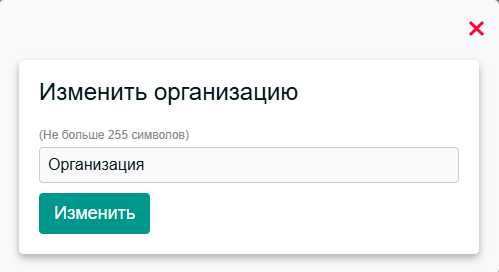 Изменить организацию
(Не больше 255 символов)
Организация
Изменить